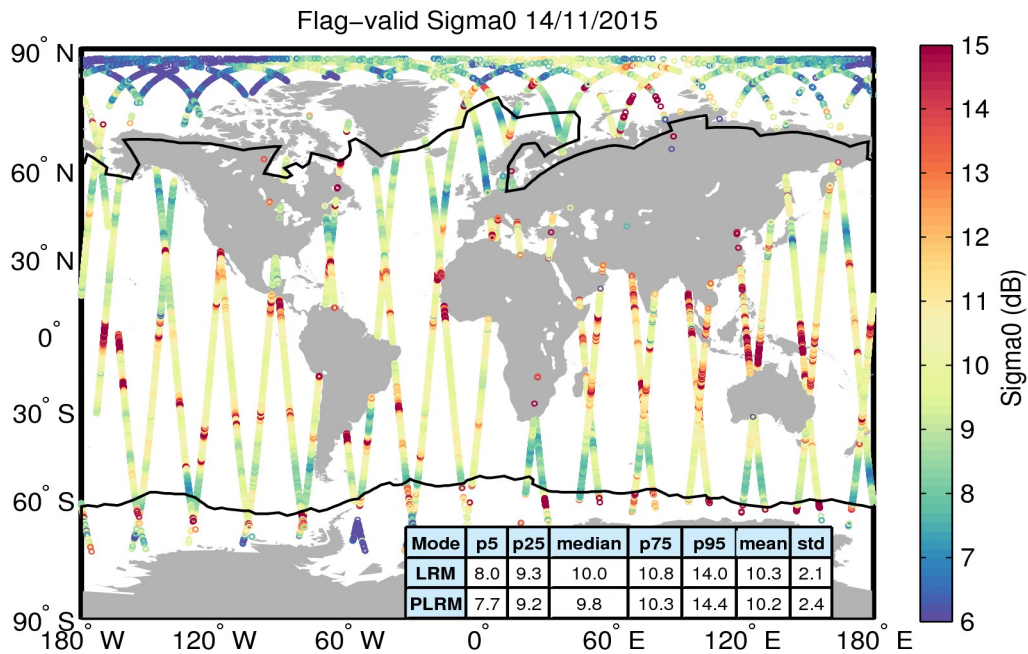 Flag−valid Sigma0 14/11/2015
90° N
60° N
30° N
0°
30° S
60° S
90° S
180° W
120° W
60° W
0°
60° E
120° E
180° E
Mode p5 p25 median p75 p95 mean std
LRM 8.0 9.3 10.0 10.8 14.0 10.3 2.1
PLRM 7.7 9.2 9.8 10.3 14.4 10.2 2.4
15
14
13
12
11
10
9
8
7
6
Sigma0 (dB)